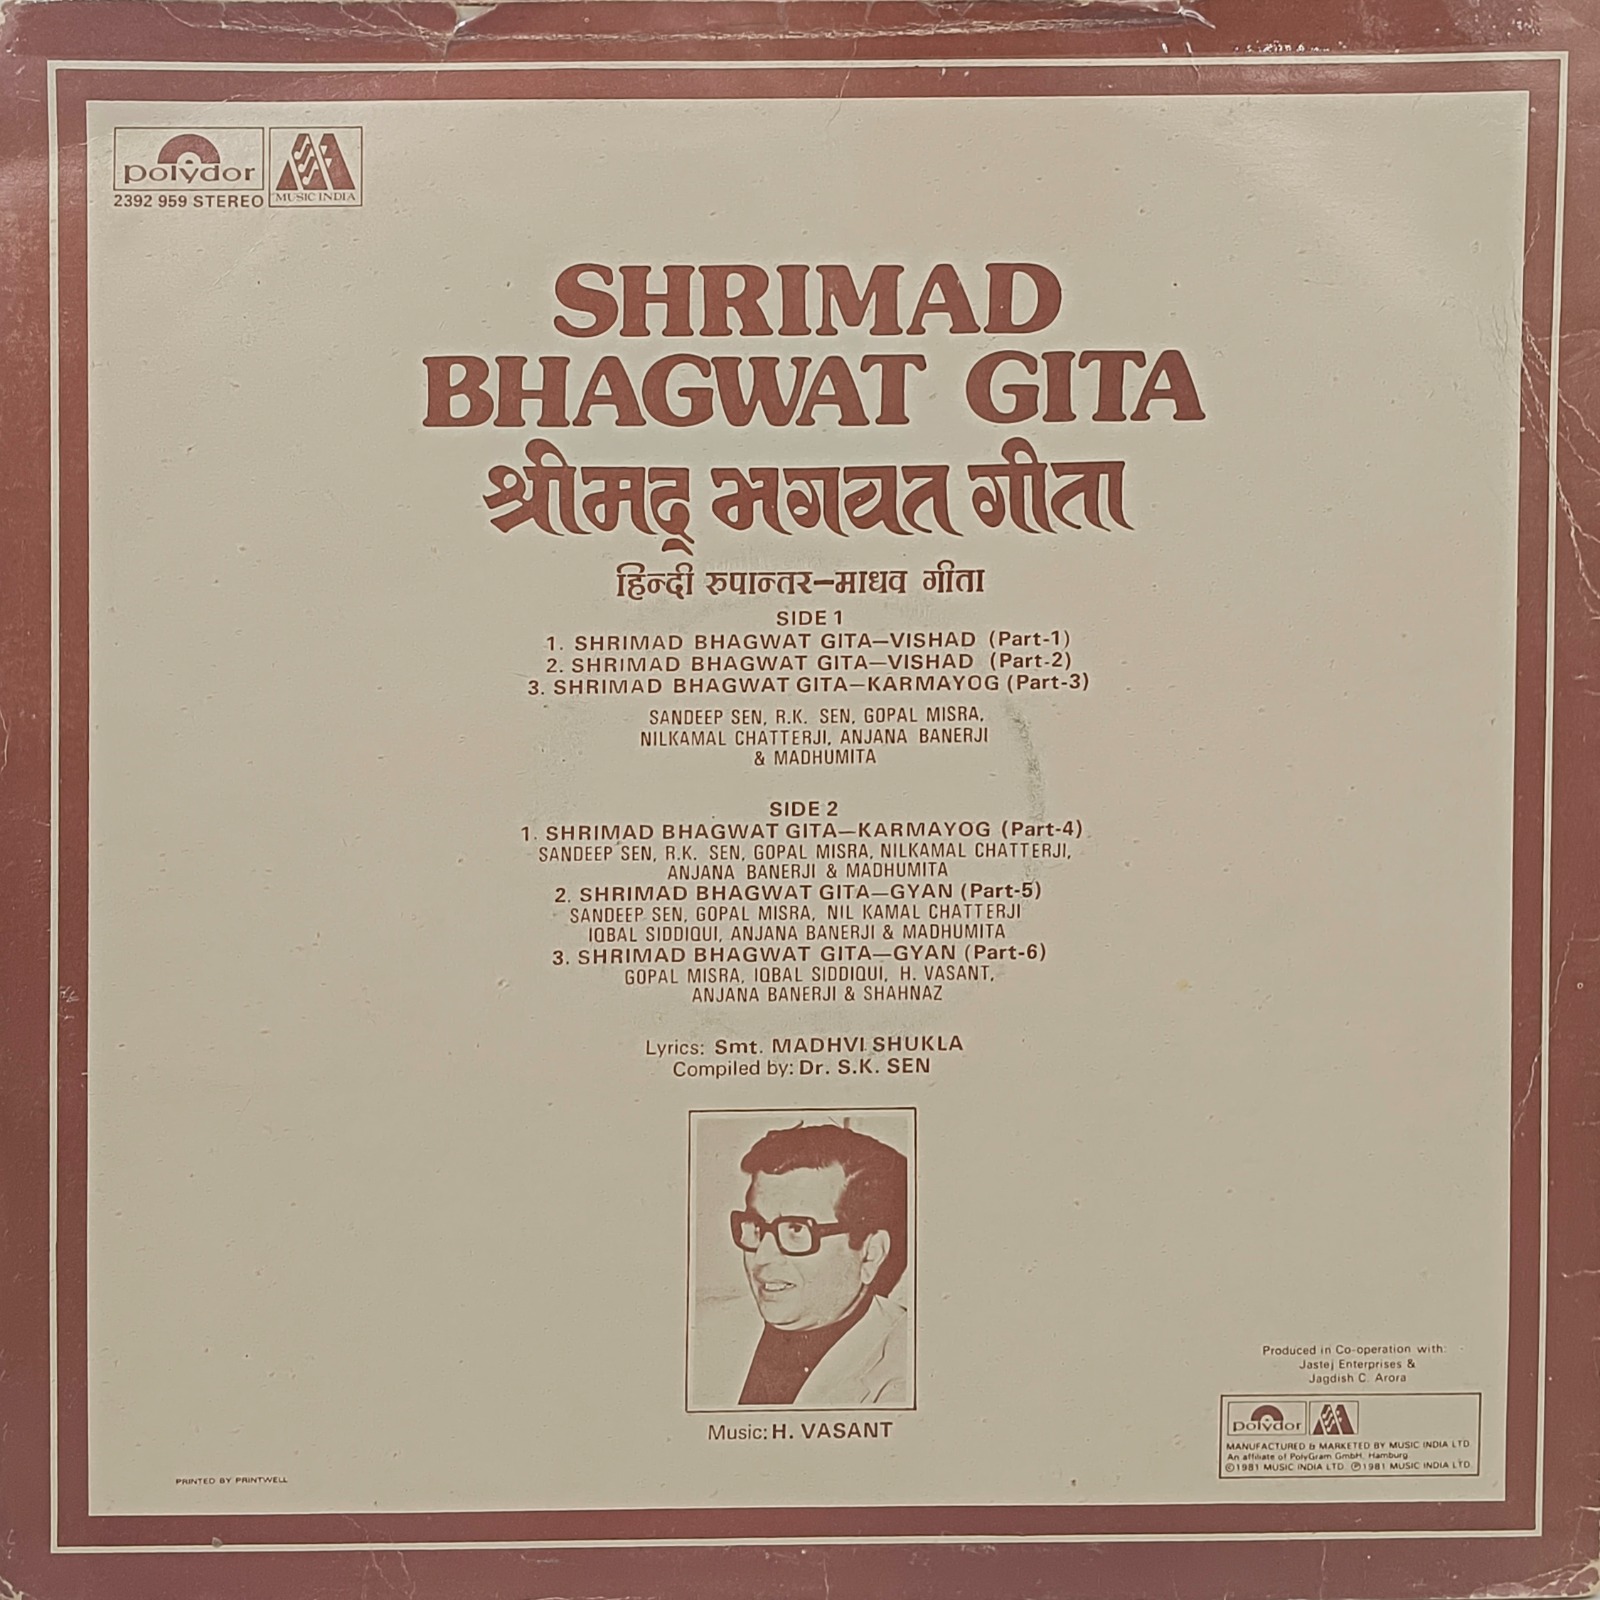 polydor
2392 959 STEREO
MUSIC INDIA
SHRIMAD
BHAGWAT GITA
श्रीमद् भगवत गीता
हिन्दी रुपान्तर–माधव गीता
SIDE 1
1. SHRIMAD BHAGWAT GITA–VISHAD (Part-1)
2. SHRIMAD BHAGWAT GITA–VISHAD (Part-2)
3. SHRIMAD BHAGWAT GITA–KARMAYOG (Part-3)
SANDEEP SEN, R.K. SEN, GOPAL MISRA,
NILKAMAL CHATTERJI, ANJANA BANERJI
& MADHUMITA
SIDE 2
1. SHRIMAD BHAGWAT GITA–KARMAYOG (Part-4)
SANDEEP SEN, R.K. SEN, GOPAL MISRA, NILKAMAL CHATTERJI,
ANJANA BANERJI & MADHUMITA
2. SHRIMAD BHAGWAT GITA–GYAN (Part-5)
SANDEEP SEN, GOPAL MISRA, NIL KAMAL CHATTERJI
IQBAL SIDDIQUI, ANJANA BANERJI & MADHUMITA
3. SHRIMAD BHAGWAT GITA–GYAN (Part-6)
GOPAL MISRA, IQBAL SIDDIQUI, H. VASANT,
ANJANA BANERJI & SHAHNAZ
Lyrics: Smt. MADHVI SHUKLA
Compiled by: Dr. S.K. SEN
Music: H. VASANT
Produced in Co-operation with:
Jastej Enterprises &
Jagdish C. Arora
polydor
MANUFACTURED & MARKETED BY MUSIC INDIA LTD.
An affiliate of PolyGram GmbH, Hamburg
©1981 MUSIC INDIA LTD. ℗1981 MUSIC INDIA LTD.
PRINTED BY PRINTWELL